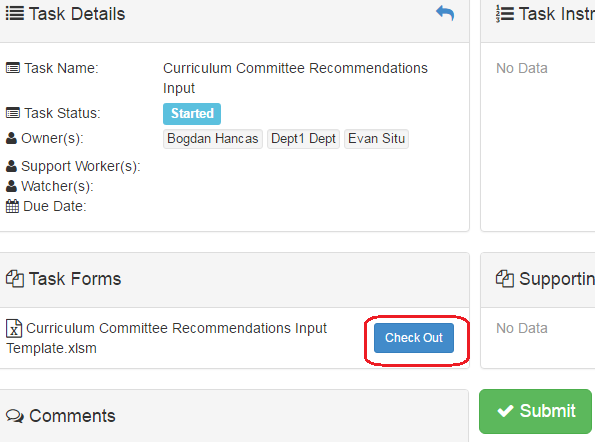 Task Details
Task Instr
Task Name: Curriculum Committee Recommendations
Input
No Data
Task Status: Started
Owner(s): Bogdan Hancas Dept1 Dept Evan Situ
Support Worker(s):
Watcher(s):
Due Date:
Task Forms
Supportin
Curriculum Committee Recommendations Input
Template.xlsm
Check Out
No Data
Comments
Submit